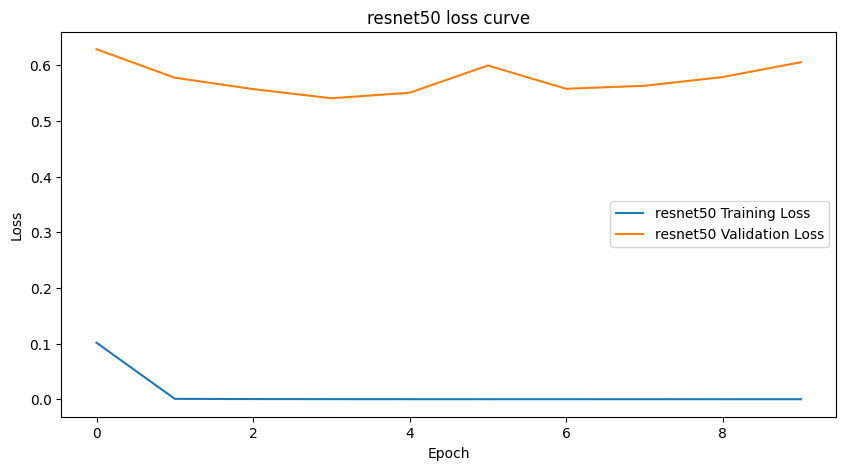 resnet50 loss curve
0.6
0.5
0.4
0.3
0.2
0.1
0.0
Loss
resnet50 Training Loss
resnet50 Validation Loss
0 2 4 6 8
Epoch